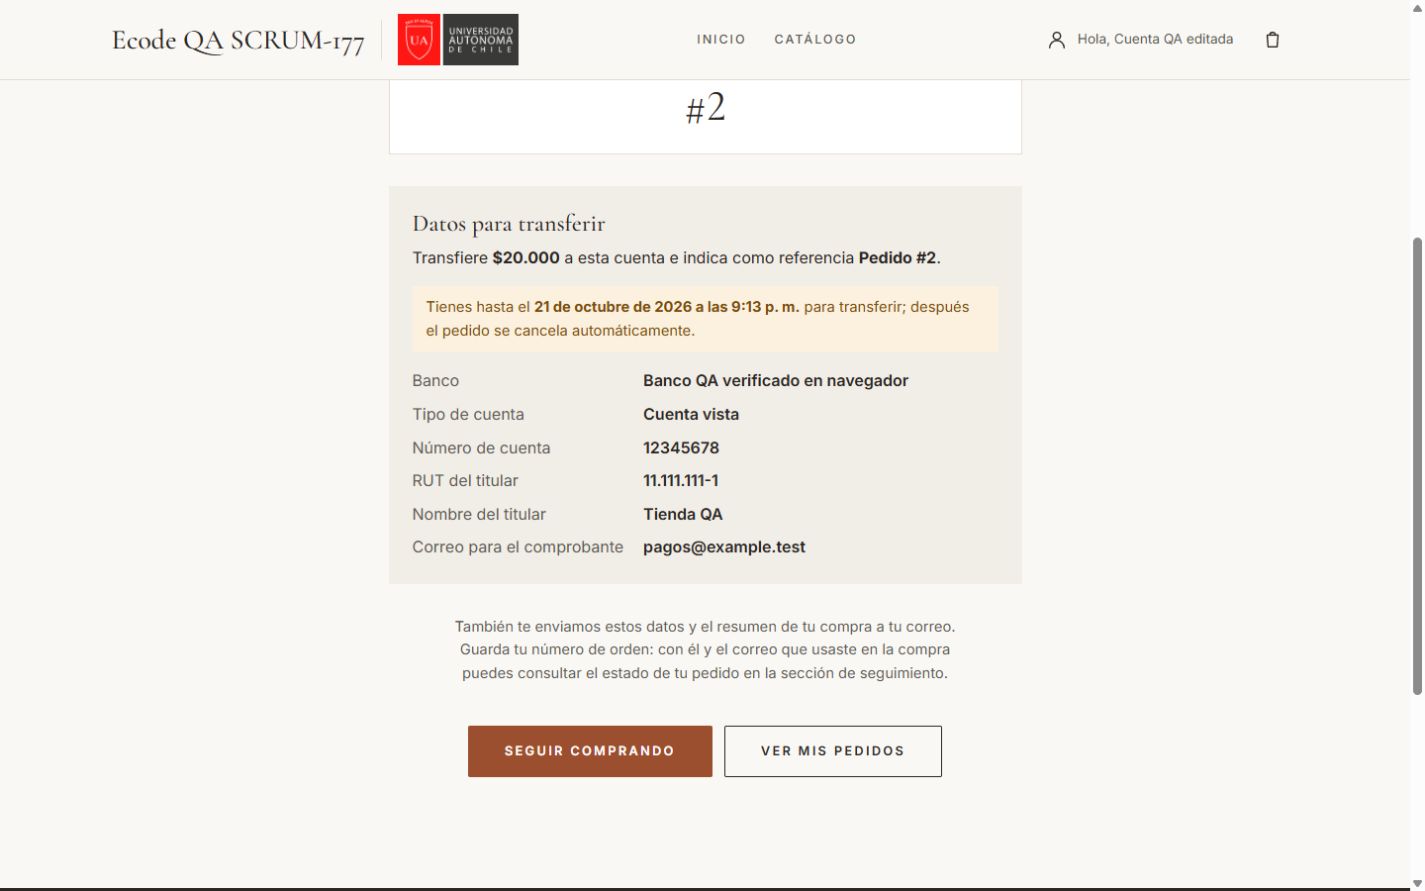 Ecode QA SCRUM-177
UA
UNIVERSIDAD
AUTÓNOMA
DE CHILE
INICIO
CATÁLOGO
Hola, Cuenta QA editada
#2
Datos para transferir
Transfiere $20.000 a esta cuenta e indica como referencia Pedido #2.
Tienes hasta el 21 de octubre de 2026 a las 9:13 p. m. para transferir; después
el pedido se cancela automáticamente.
Banco Banco QA verificado en navegador
Tipo de cuenta Cuenta vista
Número de cuenta 12345678
RUT del titular 11.111.111-1
Nombre del titular Tienda QA
Correo para el comprobante pagos@example.test
También te enviamos estos datos y el resumen de tu compra a tu correo.
Guarda tu número de orden: con él y el correo que usaste en la compra
puedes consultar el estado de tu pedido en la sección de seguimiento.
SEGUIR COMPRANDO
VER MIS PEDIDOS